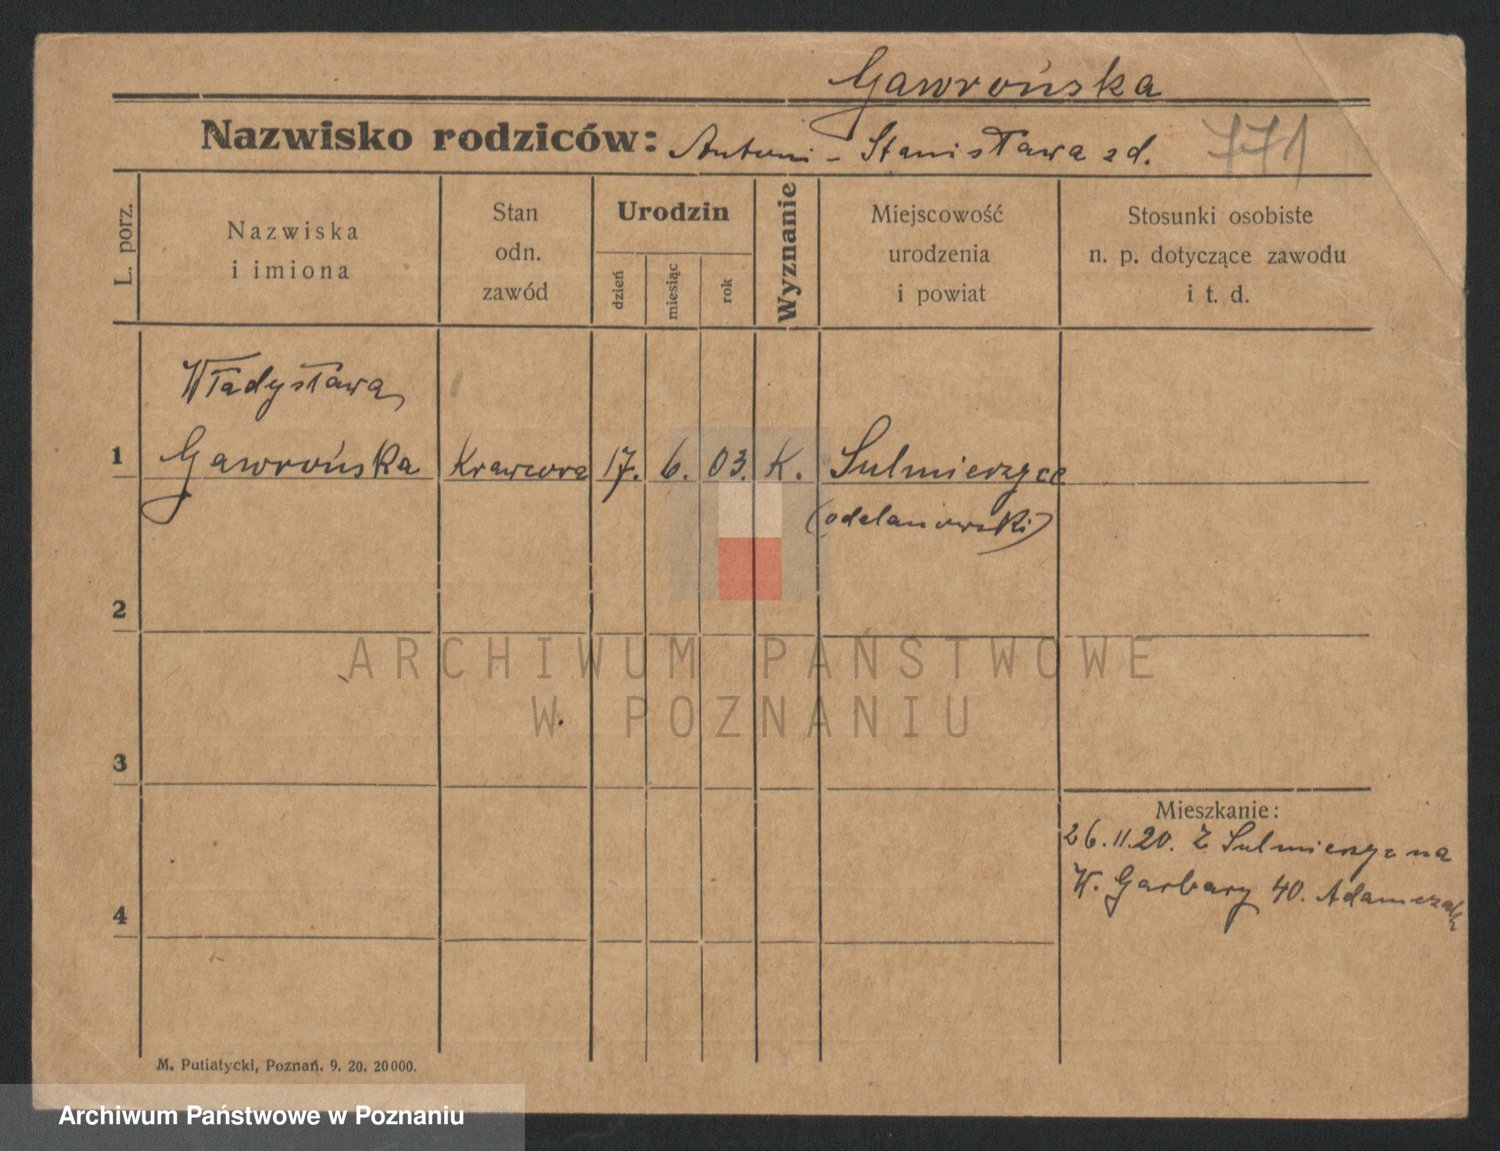 Gawrońska
Nazwisko rodziców: Antoni - Stanisława zd.
771
L. porz.
Nazwiska
i imiona
Stan
odn.
zawód
Urodzin
dzień
miesiąc
rok
Wyznanie
Miejscowość
urodzenia
i powiat
Stosunki osobiste
n. p. dotyczące zawodu
i t. d.
Władysława
1 Gawrońska Krawcowa 17. 6. 03. K. Sulmierzyce
(odolanowski)
2
ARCHIWUM PAŃSTWOWE
W POZNANIU
3
Mieszkanie:
26.11.20. Z Sulmierzyc na
W. Garbary 40. Adamczak
4
M. Putiatycki, Poznań. 9. 20. 20000.
Archiwum Państwowe w Poznaniu